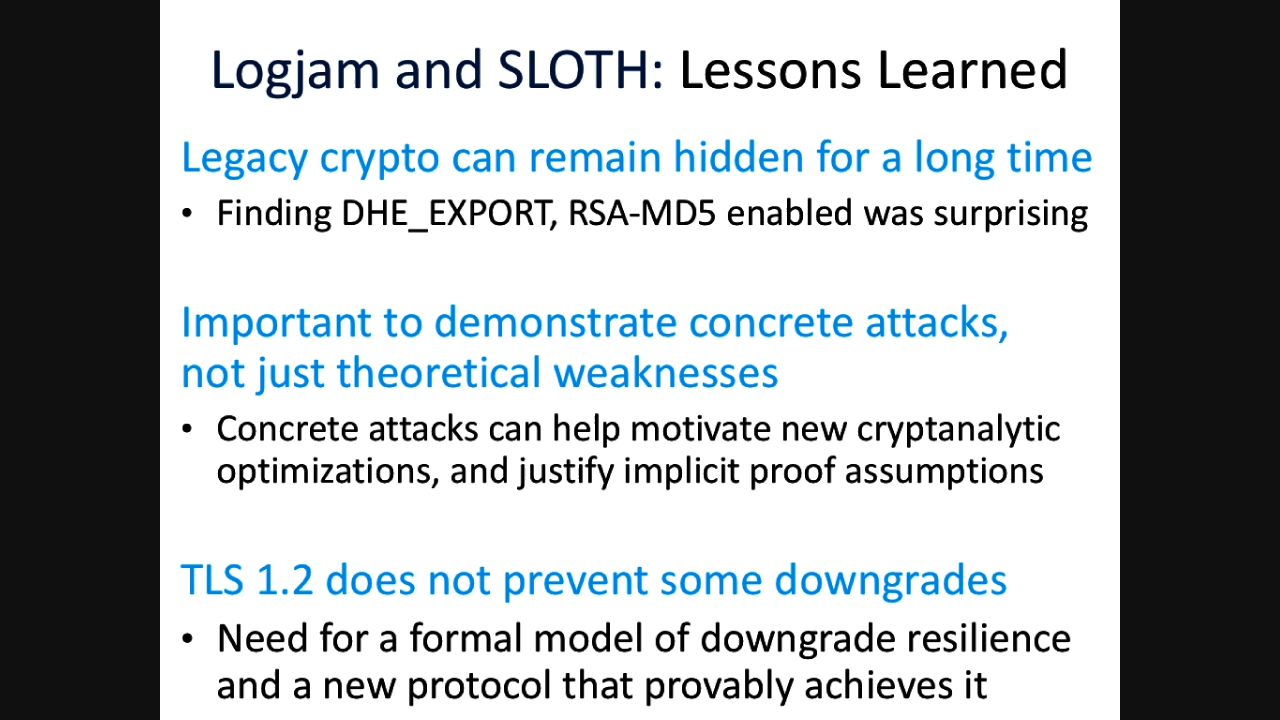 Logjam and SLOTH: Lessons Learned
Legacy crypto can remain hidden for a long time
• Finding DHE_EXPORT, RSA-MD5 enabled was surprising
Important to demonstrate concrete attacks,
not just theoretical weaknesses
• Concrete attacks can help motivate new cryptanalytic
optimizations, and justify implicit proof assumptions
TLS 1.2 does not prevent some downgrades
• Need for a formal model of downgrade resilience
and a new protocol that provably achieves it